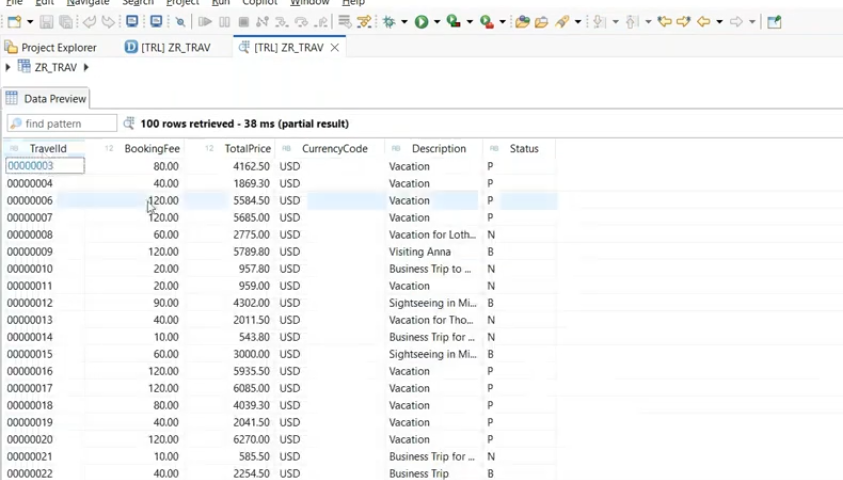 File Edit Navigate Search Project Run Copilot Window Help
Project Explorer [TRL] ZR_TRAV [TRL] ZR_TRAV
ZR_TRAV
Data Preview
find pattern 100 rows retrieved - 38 ms (partial result)
TravelId 12 BookingFee 12 TotalPrice CurrencyCode Description Status
00000003 80.00 4162.50 USD Vacation P
00000004 40.00 1869.30 USD Vacation P
00000006 120.00 5584.50 USD Vacation P
00000007 120.00 5685.00 USD Vacation P
00000008 60.00 2775.00 USD Vacation for Loth... N
00000009 120.00 5789.80 USD Visiting Anna B
00000010 20.00 957.80 USD Business Trip to ... N
00000011 20.00 959.00 USD Vacation N
00000012 90.00 4302.00 USD Sightseeing in Mi... B
00000013 40.00 2011.50 USD Vacation for Tho... N
00000014 10.00 543.80 USD Business Trip for ... N
00000015 60.00 3000.00 USD Sightseeing in Mi... B
00000016 120.00 5935.50 USD Vacation P
00000017 120.00 6085.00 USD Vacation P
00000018 80.00 4039.30 USD Vacation P
00000019 40.00 2041.50 USD Vacation P
00000020 120.00 6270.00 USD Vacation P
00000021 10.00 585.50 USD Business Trip for ... N
00000022 40.00 2254.50 USD Business Trip B